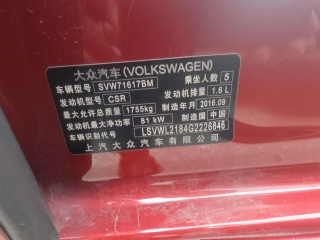 大众汽车(VOLKSWAGEN)
车辆型号 SVW71617BM 乘坐人数 5
发动机型号 CSR 发动机排量 1.6 L
最大允许总质量 1755kg 制造年月 2016.09
发动机最大净功率 81 kW 制造国 中国
车辆识别代号 LSVWL2184G2226846
上汽大众汽车有限公司